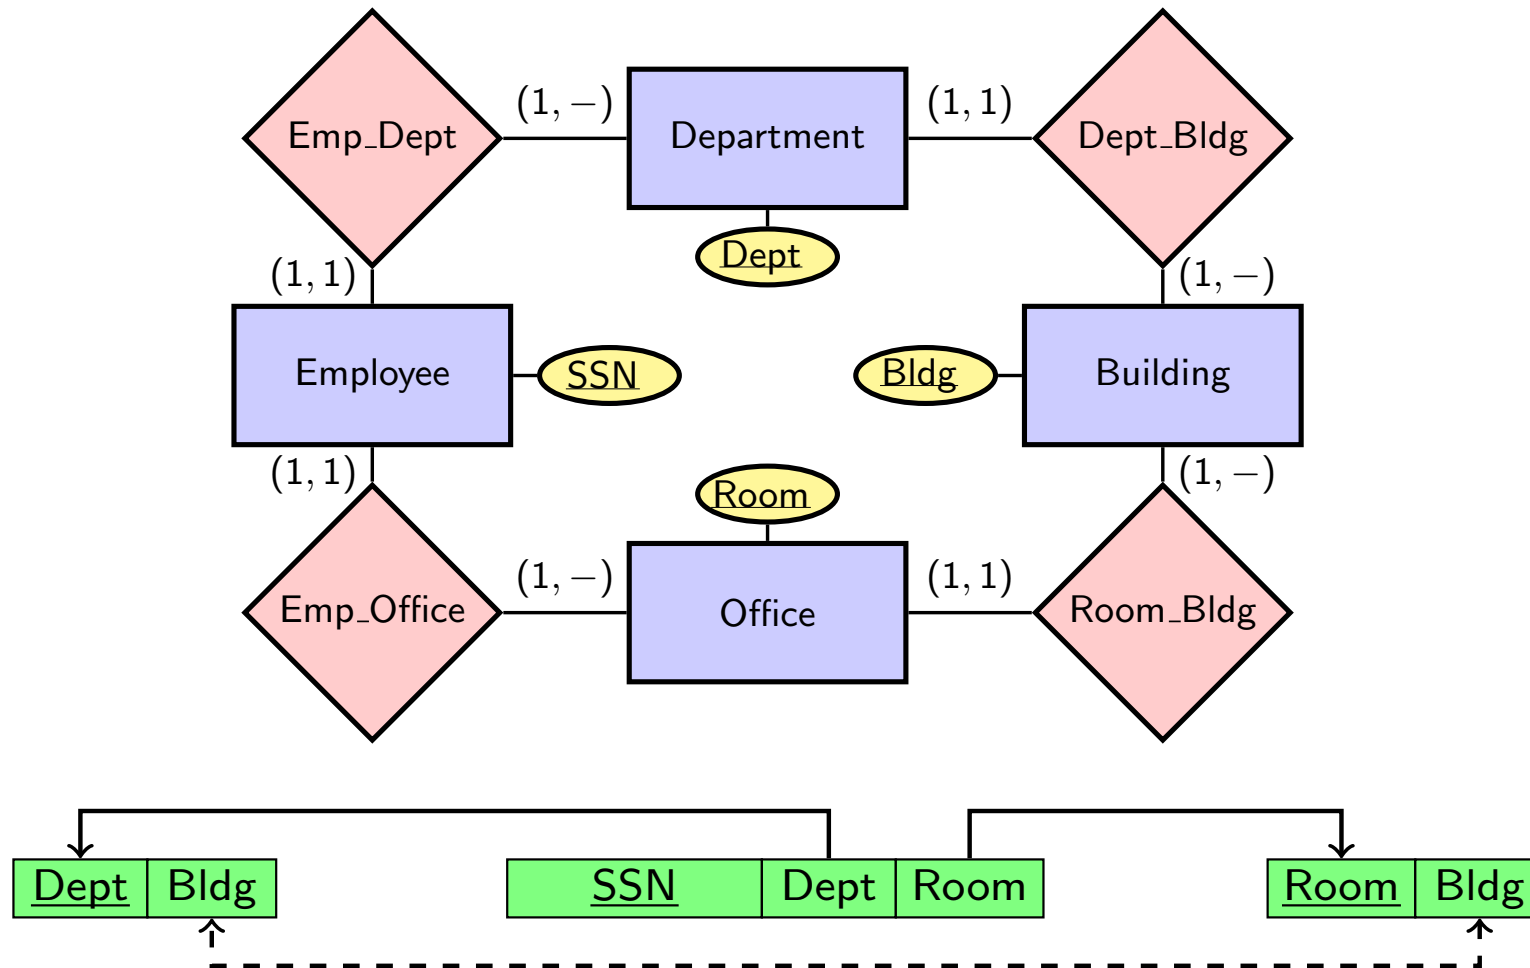 (1, −)
(1, 1)
Emp_Dept
Department
Dept_Bldg
Dept
(1, 1)
(1, −)
Employee
SSN
Bldg
Building
(1, 1)
(1, −)
Room
(1, −)
(1, 1)
Emp_Office
Office
Room_Bldg
Dept Bldg
SSN Dept Room
Room Bldg